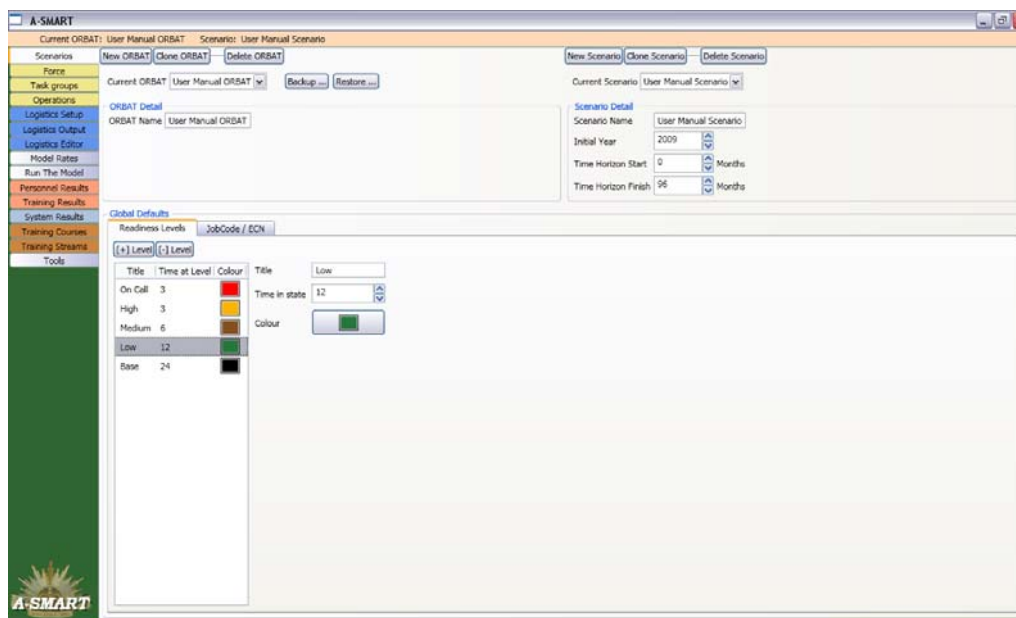 A-SMART
Current ORBAT: User Manual ORBAT Scenario: User Manual Scenario
Scenarios
Force
Task groups
Operations
Logistics Setup
Logistics Output
Logistics Editor
Model Rates
Run The Model
Personnel Results
Training Results
System Results
Training Courses
Training Streams
Tools
New ORBAT Clone ORBAT Delete ORBAT
Current ORBAT User Manual ORBAT Backup ... Restore ...
ORBAT Detail
ORBAT Name User Manual ORBAT
New Scenario Clone Scenario Delete Scenario
Current Scenario User Manual Scenario
Scenario Detail
Scenario Name User Manual Scenario
Initial Year 2009
Time Horizon Start 0 Months
Time Horizon Finish 96 Months
Global Defaults
Readiness Levels JobCode / ECN
[+] Level [-] Level
Title Time at Level Colour
On Call 3
High 3
Medium 6
Low 12
Base 24
Title Low
Time in state 12
Colour
A-SMART